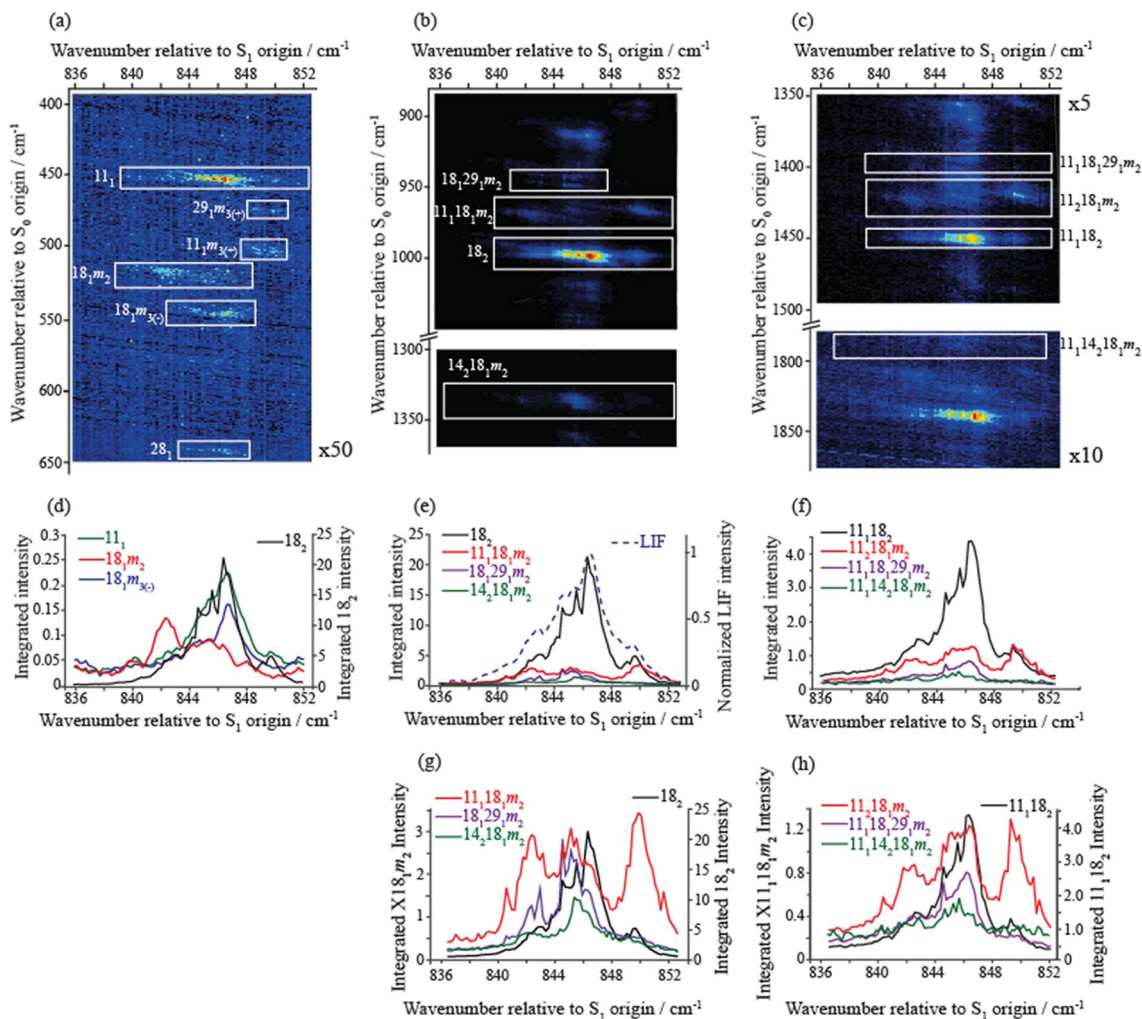 (a)
Wavenumber relative to S₁ origin / cm⁻¹
836 840 844 848 852
Wavenumber relative to S₀ origin / cm⁻¹
400
450
500
550
600
650
11₁
29₁m₃₍₊₎
11₁m₃₍₊₎
18₁m₂
18₁m₃₍₋₎
28₁
x50
(b)
Wavenumber relative to S₁ origin / cm⁻¹
836 840 844 848 852
Wavenumber relative to S₀ origin / cm⁻¹
900
950
1000
1300
1350
18₁29₁m₂
11₁18₁m₂
18₂
14₂18₁m₂
(c)
Wavenumber relative to S₁ origin / cm⁻¹
836 840 844 848 852
Wavenumber relative to S₀ origin / cm⁻¹
1350
1400
1450
1500
1800
1850
x5
11₁18₁29₁m₂
11₂18₁m₂
11₁18₂
11₁14₂18₁m₂
x10
(d)
Integrated intensity
0.3
0.25
0.2
0.15
0.1
0.05
0
11₁
18₁m₂
18₁m₃₍₋₎
18₂
25
20
15
10
5
0
Integrated 18₂ intensity
836 840 844 848 852
Wavenumber relative to S₁ origin / cm⁻¹
(e)
Integrated intensity
25
20
15
10
5
0
18₂
11₁18₁m₂
18₁29₁m₂
14₂18₁m₂
LIF
1
0.5
0
Normalized LIF intensity
836 840 844 848 852
Wavenumber relative to S₁ origin / cm⁻¹
(f)
Integrated intensity
4.0
3.0
2.0
1.0
0
11₁18₂
11₂18₁m₂
11₁18₁29₁m₂
11₁14₂18₁m₂
836 840 844 848 852
Wavenumber relative to S₁ origin / cm⁻¹
(g)
Integrated X18₁m₂ Intensity
3
2
1
0
11₁18₁m₂
18₁29₁m₂
14₂18₁m₂
18₂
25
20
15
10
5
0
Integrated 18₂ Intensity
836 840 844 848 852
Wavenumber relative to S₁ origin / cm⁻¹
(h)
Integrated X11₁18₁m₂ Intensity
1.2
0.8
0.4
0
11₂18₁m₂
11₁18₁29₁m₂
11₁14₂18₁m₂
11₁18₂
4.0
3.0
2.0
1.0
0
Integrated 11₁18₂ Intensity
836 840 844 848 852
Wavenumber relative to S₁ origin / cm⁻¹